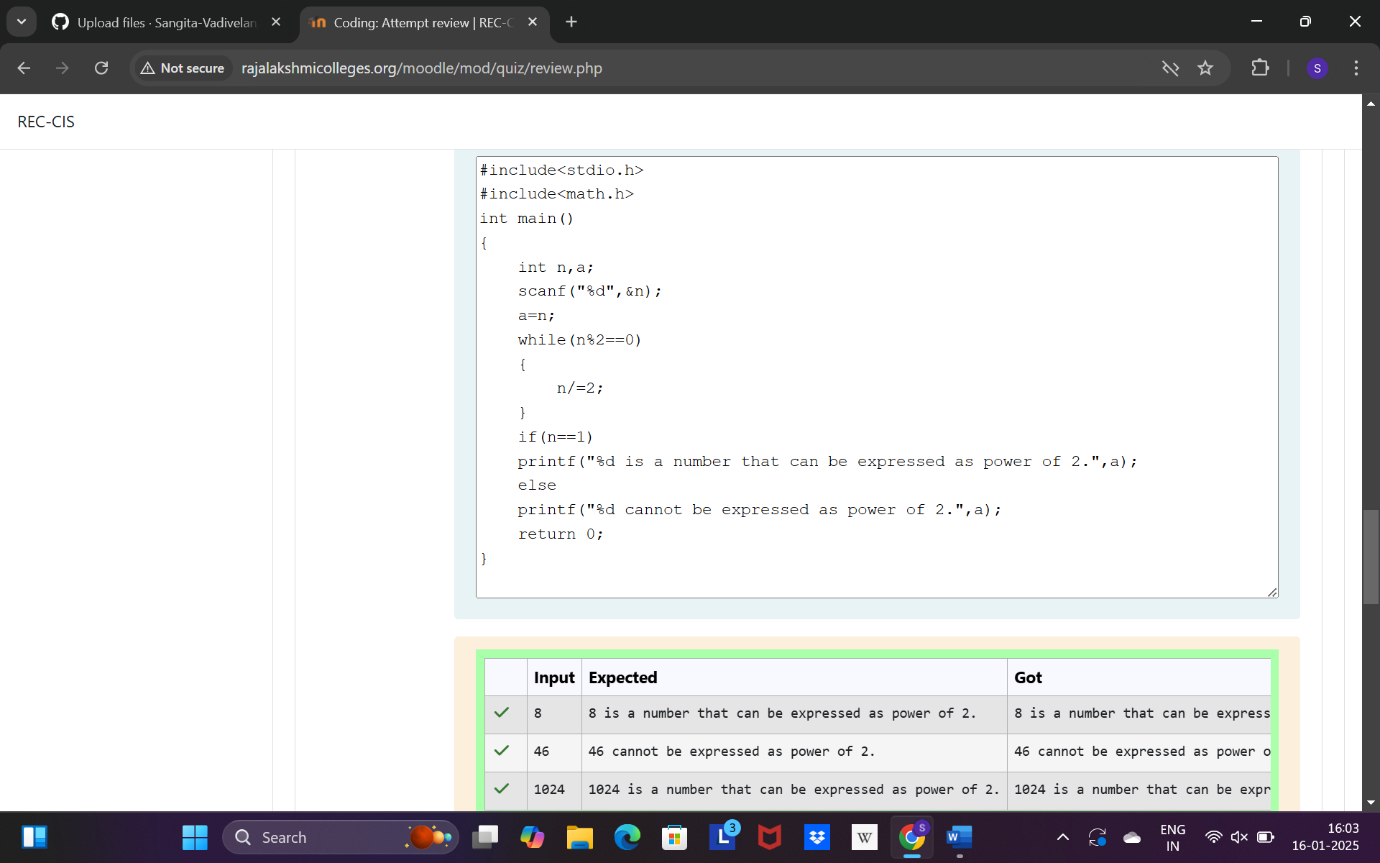 Upload files · Sangita-Vadivelan
Coding: Attempt review | REC-C
Not secure
rajalakshmicolleges.org/moodle/mod/quiz/review.php
S
REC-CIS
#include<stdio.h>
#include<math.h>
int main()
{
    int n,a;
    scanf("%d",&n);
    a=n;
    while(n%2==0)
    {
        n/=2;
    }
    if(n==1)
    printf("%d is a number that can be expressed as power of 2.",a);
    else
    printf("%d cannot be expressed as power of 2.",a);
    return 0;
}
Input Expected Got
8 8 is a number that can be expressed as power of 2. 8 is a number that can be express
46 46 cannot be expressed as power of 2. 46 cannot be expressed as power o
1024 1024 is a number that can be expressed as power of 2. 1024 is a number that can be expr
Search
L
3
W
S
W
ENG
IN
16:03
16-01-2025